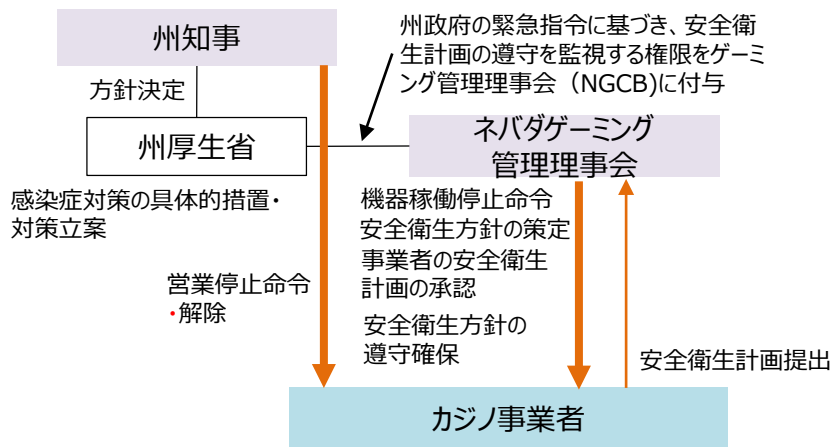 州知事
州政府の緊急指令に基づき、安全衛
生計画の遵守を監視する権限をゲーミ
ング管理理事会（NGCB)に付与
方針決定
州厚生省
ネバダゲーミング
管理理事会
感染症対策の具体的措置・
対策立案
機器稼働停止命令
安全衛生方針の策定
事業者の安全衛生
計画の承認
営業停止命令
・解除
安全衛生方針の
遵守確保
安全衛生計画提出
カジノ事業者